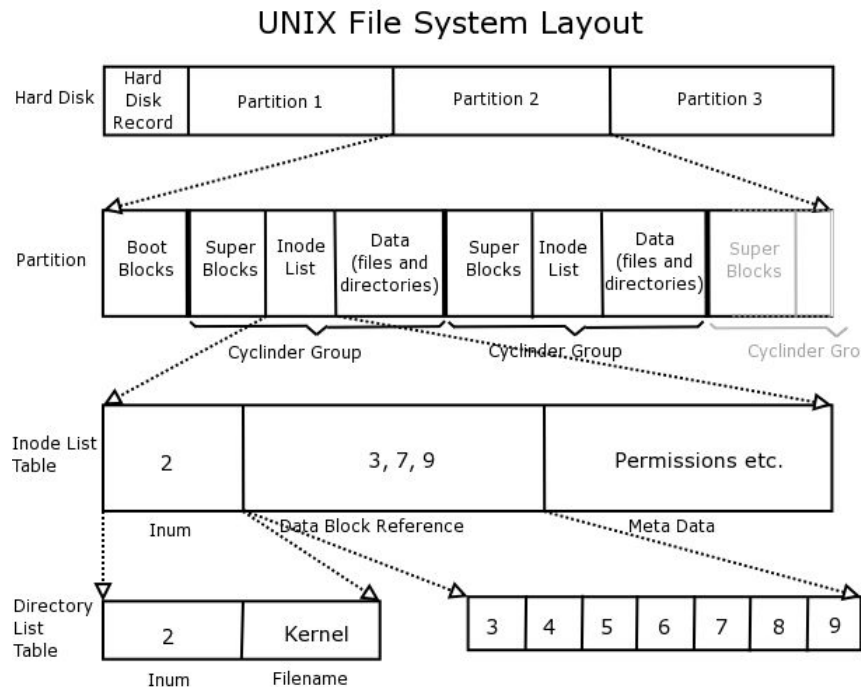 UNIX File System Layout
Hard Disk
Hard
Disk
Record
Partition 1
Partition 2
Partition 3
Partition
Boot
Blocks
Super
Blocks
Inode
List
Data
(files and
directories)
Super
Blocks
Inode
List
Data
(files and
directories)
Super
Blocks
Cyclinder Group
Cyclinder Group
Cyclinder Gro
Inode List
Table
2
3, 7, 9
Permissions etc.
Inum
Data Block Reference
Meta Data
Directory
List
Table
2
Kernel
3
4
5
6
7
8
9
Inum
Filename